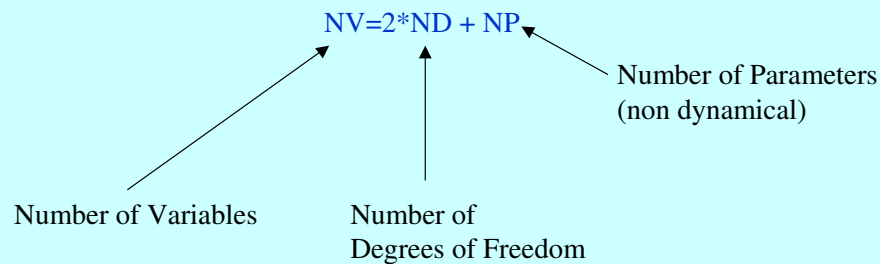 NV=2*ND + NP
Number of Parameters
(non dynamical)
Number of Variables
Number of
Degrees of Freedom